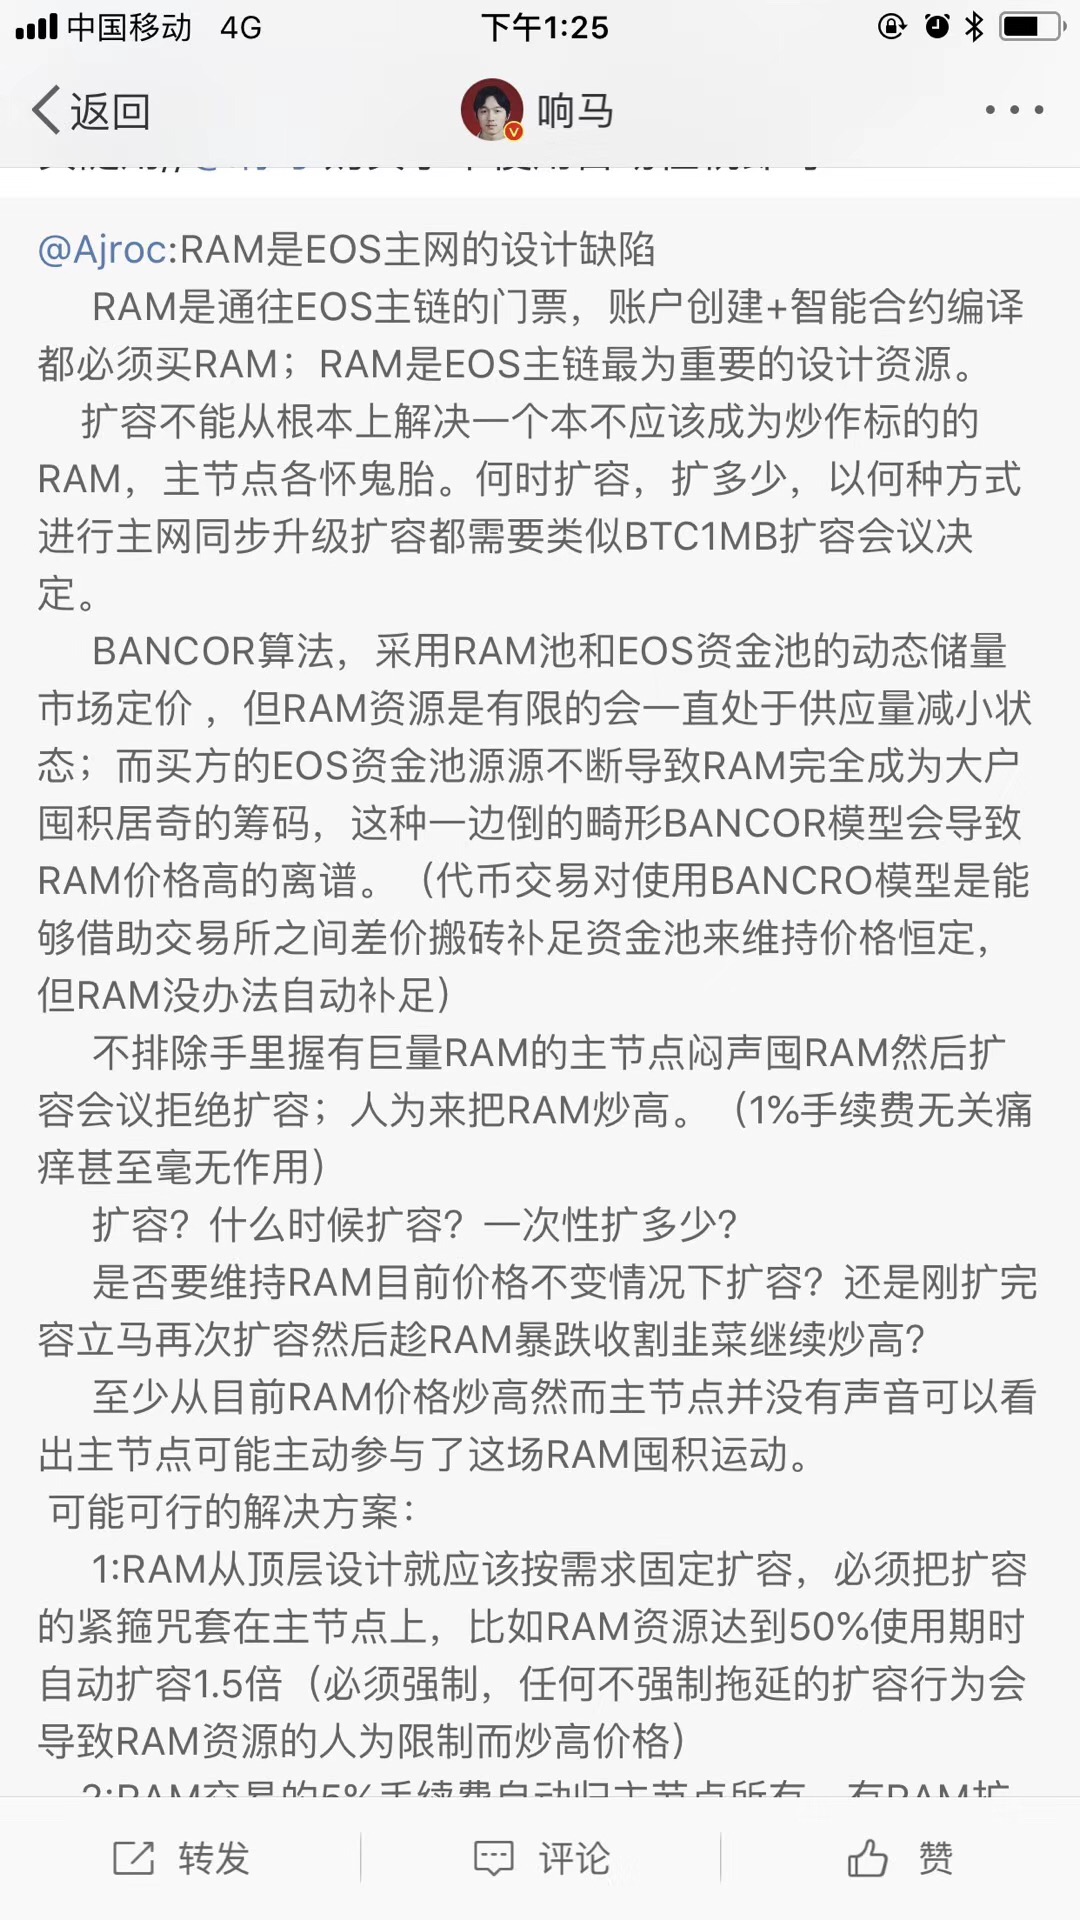 中国移动 4G 下午1:25
返回 响马
@Ajroc:RAM是EOS主网的设计缺陷
RAM是通往EOS主链的门票，账户创建+智能合约编译
都必须买RAM；RAM是EOS主链最为重要的设计资源。
扩容不能从根本上解决一个本不应该成为炒作标的的
RAM，主节点各怀鬼胎。何时扩容，扩多少，以何种方式
进行主网同步升级扩容都需要类似BTC1MB扩容会议决
定。
BANCOR算法，采用RAM池和EOS资金池的动态储量
市场定价 ，但RAM资源是有限的会一直处于供应量减小状
态；而买方的EOS资金池源源不断导致RAM完全成为大户
囤积居奇的筹码，这种一边倒的畸形BANCOR模型会导致
RAM价格高的离谱。（代币交易对使用BANCRO模型是能
够借助交易所之间差价搬砖补足资金池来维持价格恒定，
但RAM没办法自动补足）
不排除手里握有巨量RAM的主节点闷声囤RAM然后扩
容会议拒绝扩容；人为来把RAM炒高。（1%手续费无关痛
痒甚至毫无作用）
扩容？什么时候扩容？一次性扩多少？
是否要维持RAM目前价格不变情况下扩容？还是刚扩完
容立马再次扩容然后趁RAM暴跌收割韭菜继续炒高？
至少从目前RAM价格炒高然而主节点并没有声音可以看
出主节点可能主动参与了这场RAM囤积运动。
可能可行的解决方案：
1:RAM从顶层设计就应该按需求固定扩容，必须把扩容
的紧箍咒套在主节点上，比如RAM资源达到50%使用期时
自动扩容1.5倍（必须强制，任何不强制拖延的扩容行为会
导致RAM资源的人为限制而炒高价格）
2:RAM交易的5%手续费自动归主节点所有，有RAM扩
转发 评论 赞